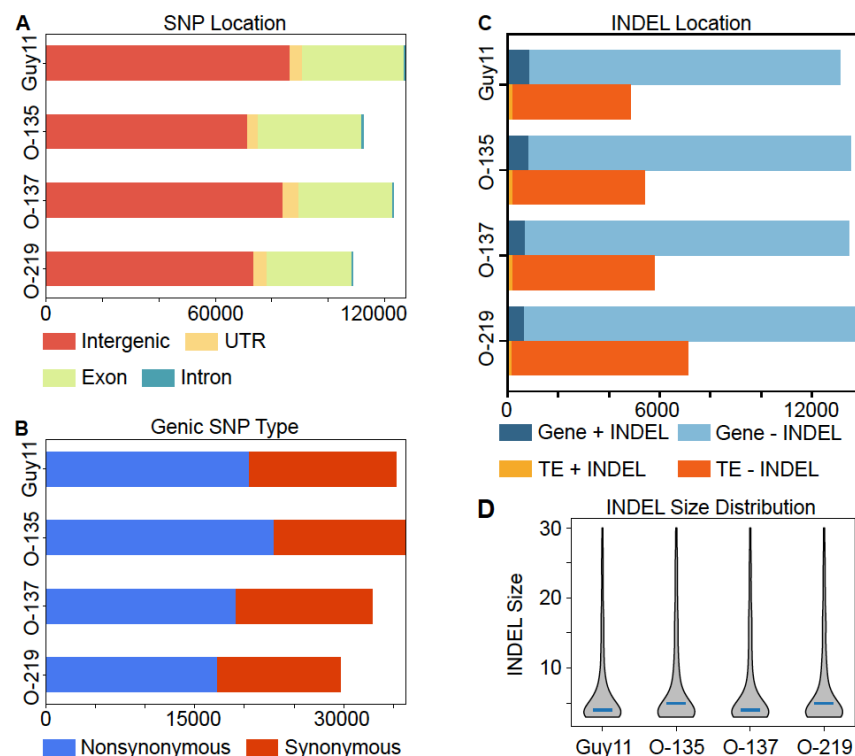 A
SNP Location
Guy11
O-135
O-137
O-219
0
60000
120000
Intergenic
UTR
Exon
Intron
B
Genic SNP Type
Guy11
O-135
O-137
O-219
0
15000
30000
Nonsynonymous
Synonymous
C
INDEL Location
Guy11
O-135
O-137
O-219
0
6000
12000
Gene + INDEL
Gene - INDEL
TE + INDEL
TE - INDEL
D
INDEL Size Distribution
INDEL Size
30
20
10
Guy11
O-135
O-137
O-219